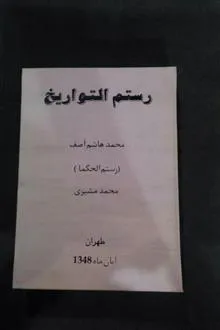 رستم التواریخ
محمد هاشم آصف
(رستم الحکما)
محمد مشیری
طهران
آبان ماه 1348